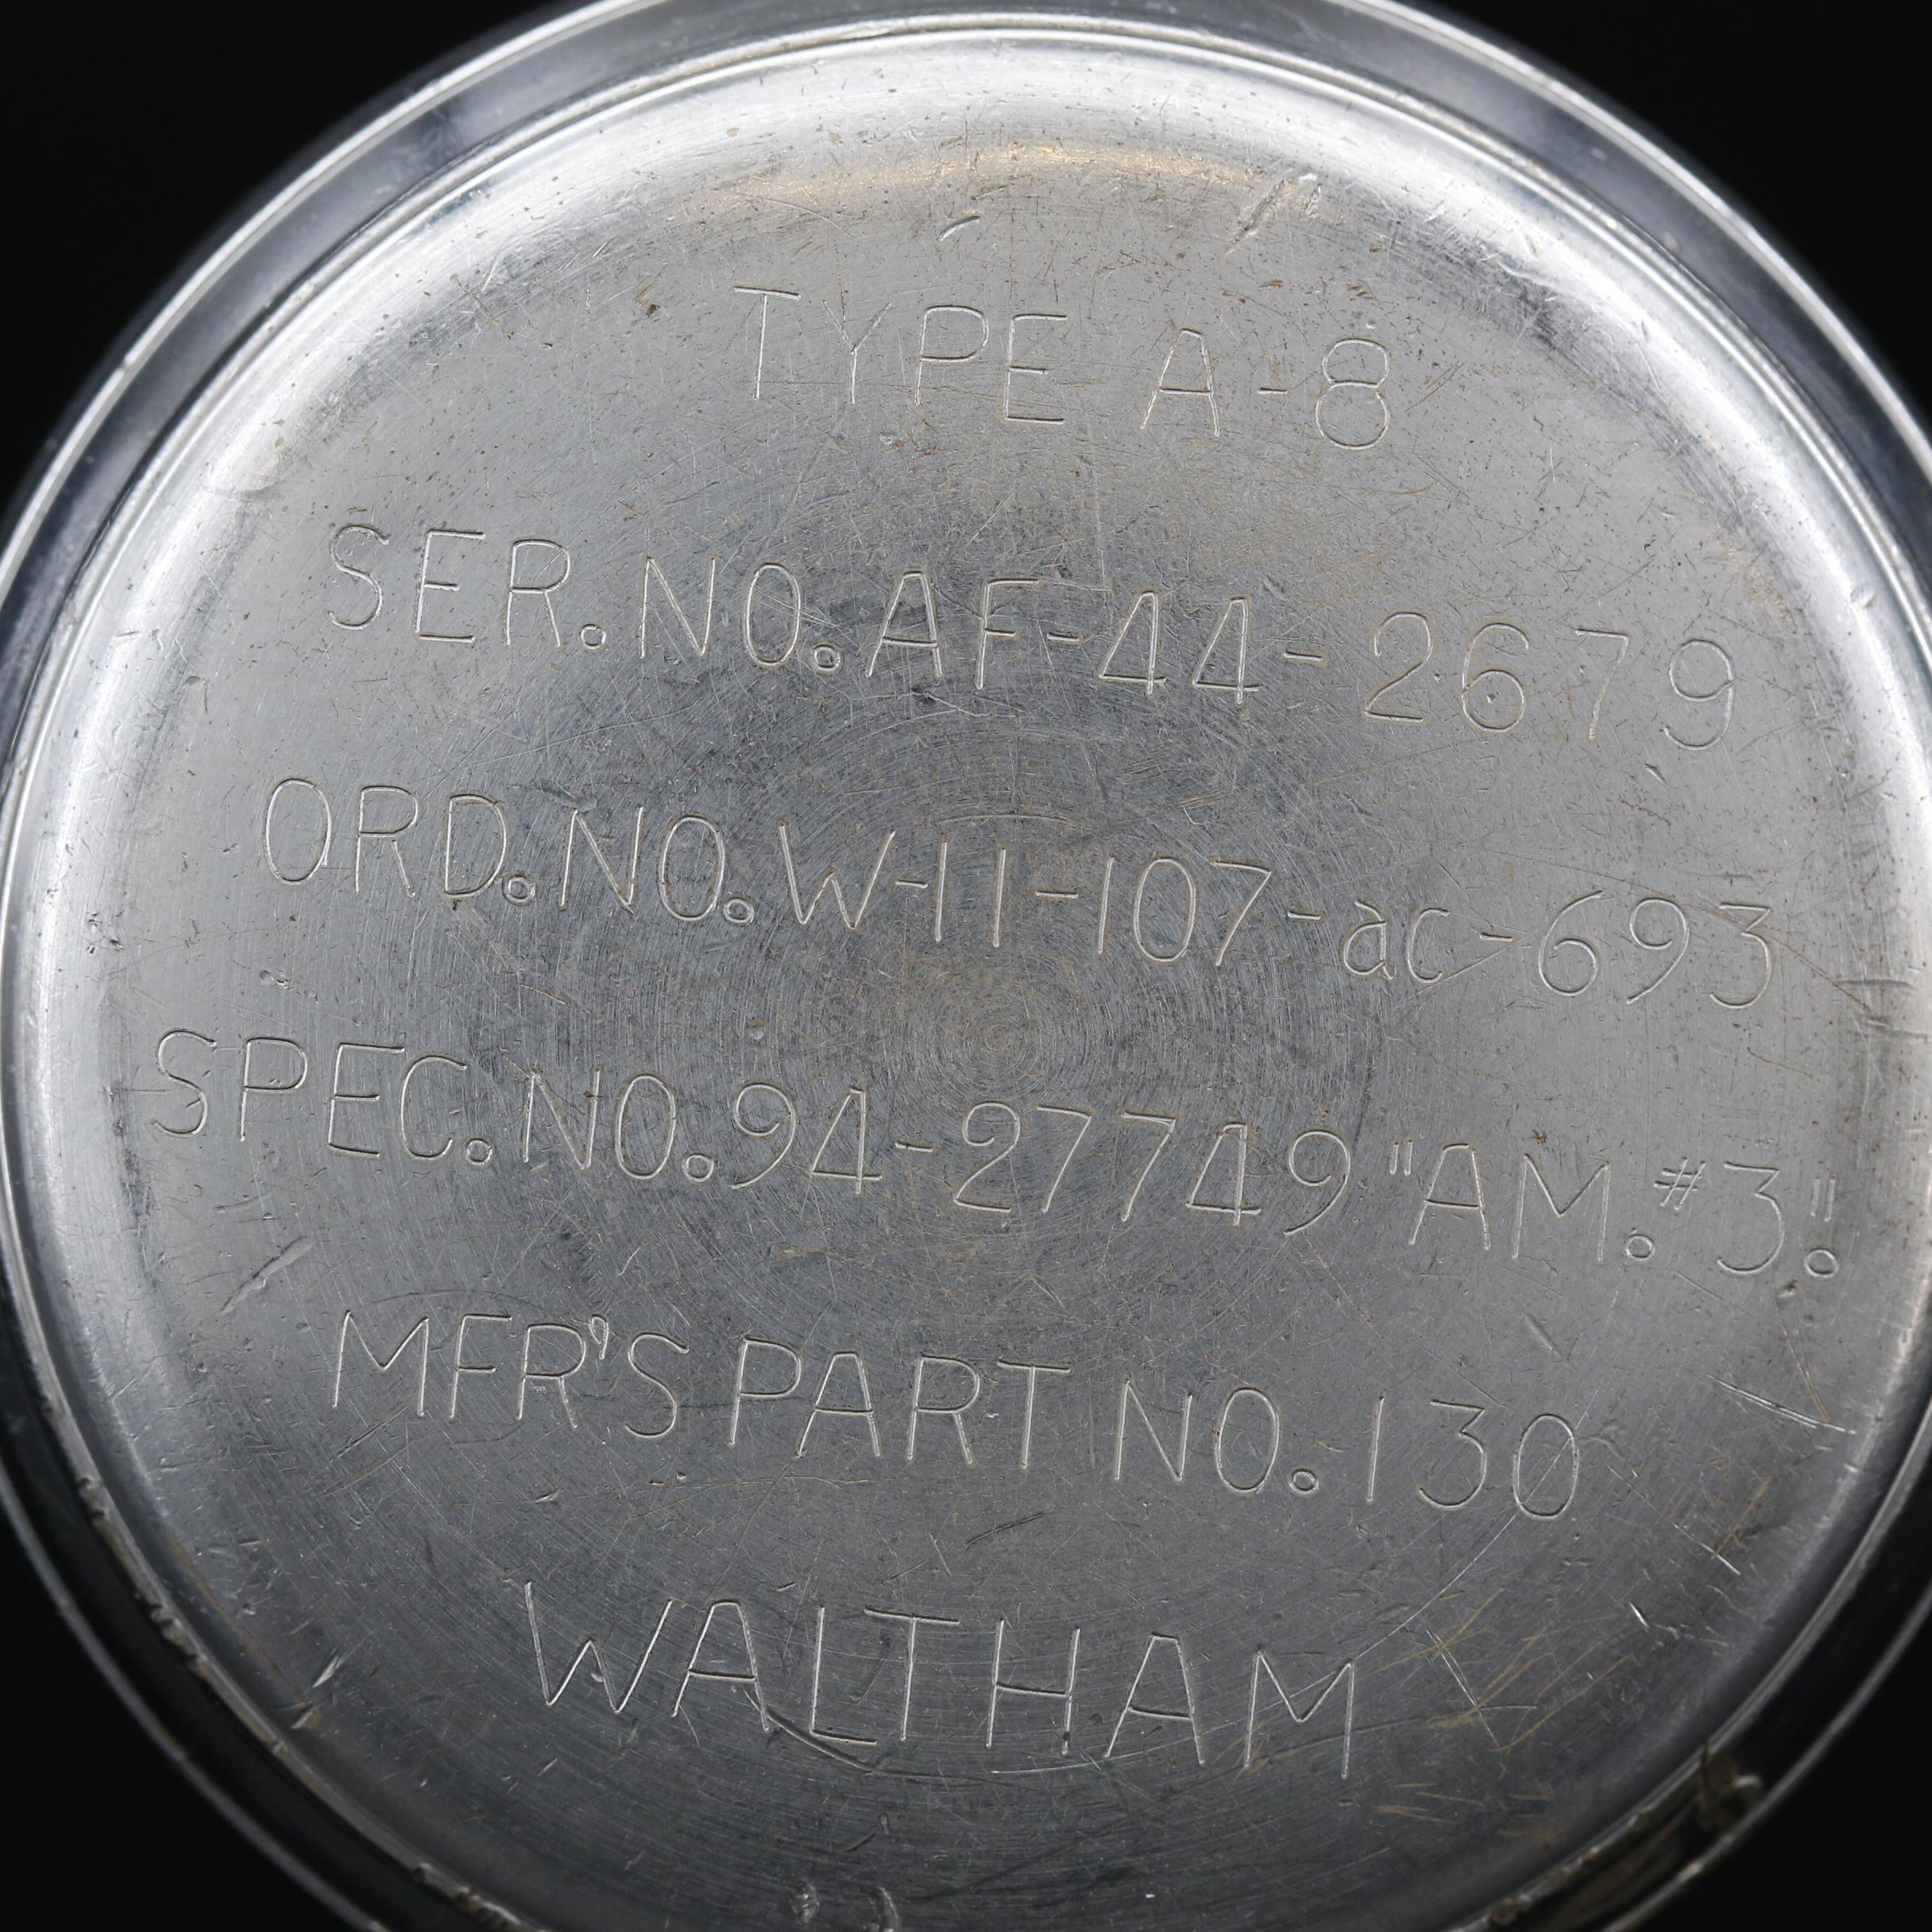 TYPE A-8
SER. NO. AF-44-2679
ORD. NO. W-11-107-ac-693
SPEC. NO. 94-27749 "AM. #3."
MFR'S PART NO. 130
WALTHAM